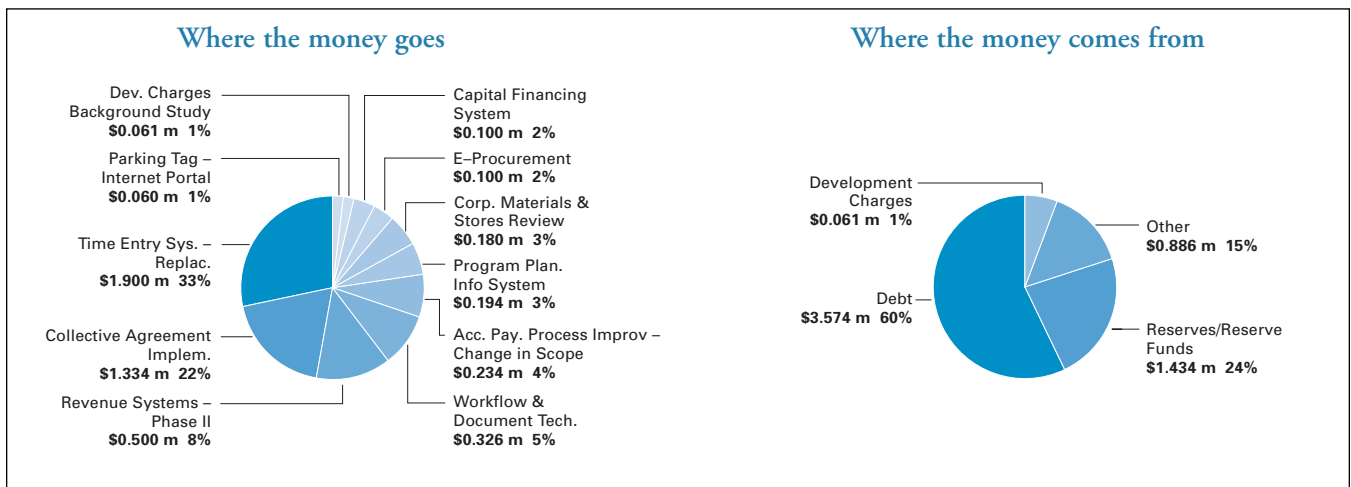 Where the money goes
Dev. Charges
Background Study
$0.061 m 1%
Parking Tag –
Internet Portal
$0.060 m 1%
Time Entry Sys. –
Replac.
$1.900 m 33%
Collective Agreement
Implem.
$1.334 m 22%
Revenue Systems –
Phase II
$0.500 m 8%
Capital Financing
System
$0.100 m 2%
E–Procurement
$0.100 m 2%
Corp. Materials &
Stores Review
$0.180 m 3%
Program Plan.
Info System
$0.194 m 3%
Acc. Pay. Process Improv –
Change in Scope
$0.234 m 4%
Workflow &
Document Tech.
$0.326 m 5%
Where the money comes from
Development
Charges
$0.061 m 1%
Debt
$3.574 m 60%
Other
$0.886 m 15%
Reserves/Reserve
Funds
$1.434 m 24%